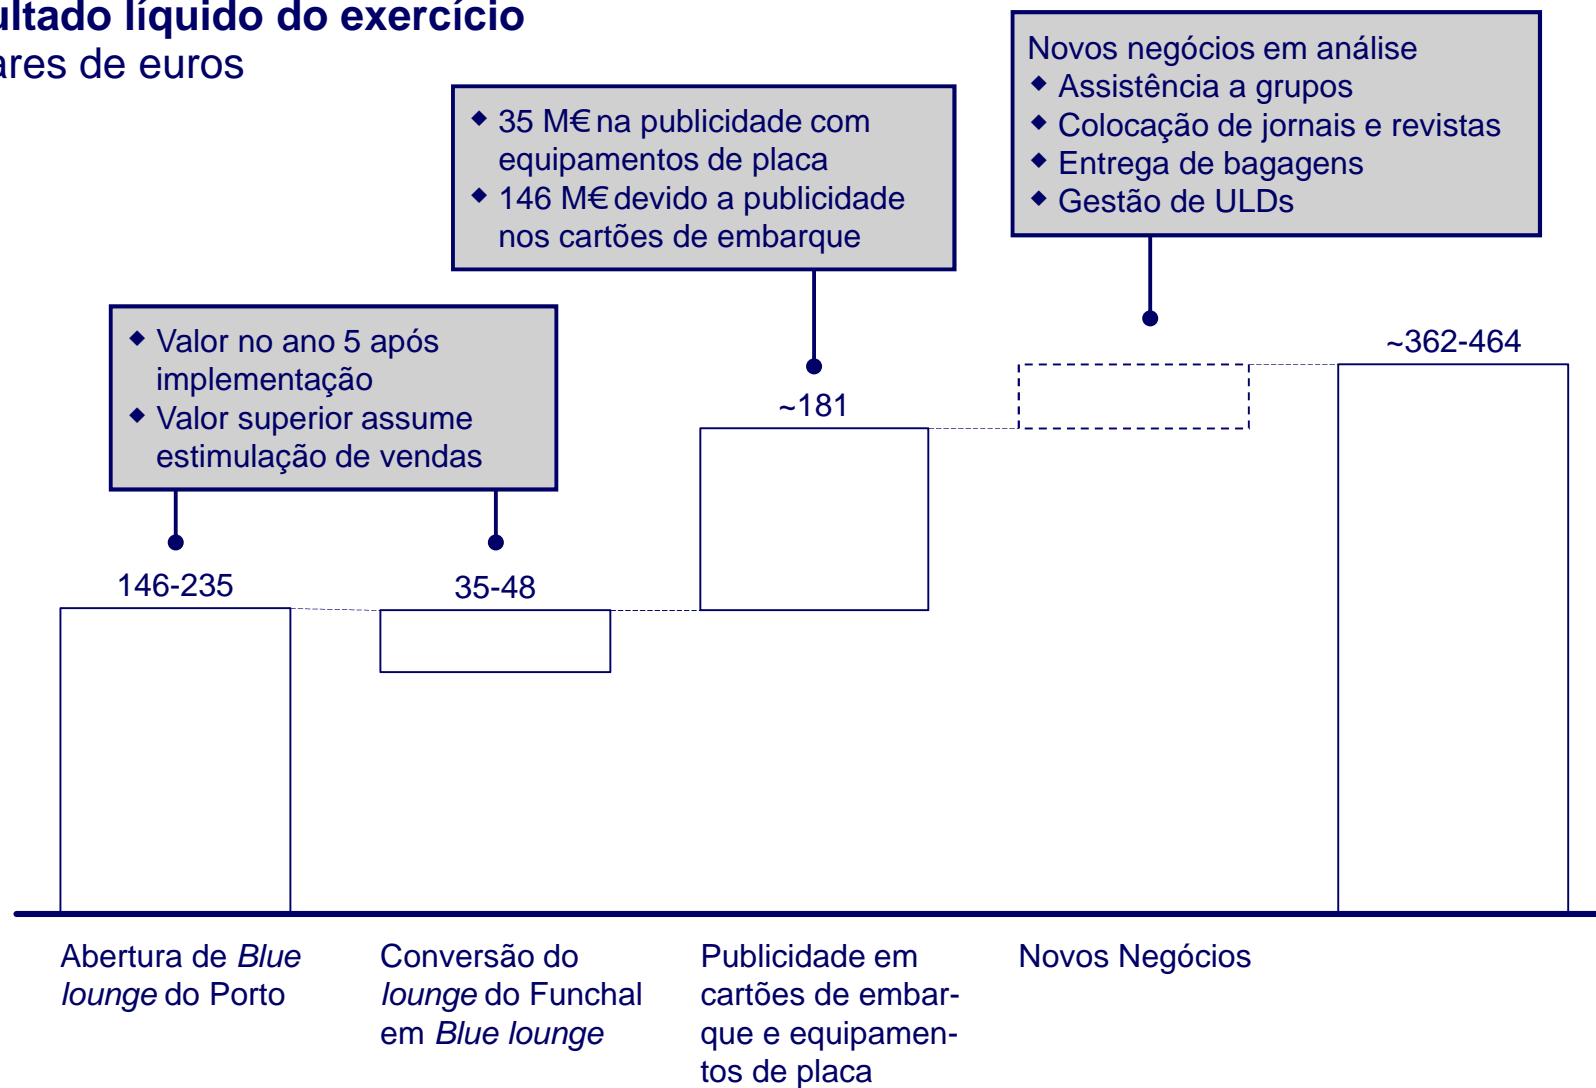 ultado líquido do exercício
ares de euros
Novos negócios em análise
◆ Assistência a grupos
◆ Colocação de jornais e revistas
◆ Entrega de bagagens
◆ Gestão de ULDs
◆ 35 M€ na publicidade com
equipamentos de placa
◆ 146 M€ devido a publicidade
nos cartões de embarque
◆ Valor no ano 5 após
implementação
◆ Valor superior assume
estimulação de vendas
146-235
35-48
~181
~362-464
Abertura de Blue
lounge do Porto
Conversão do
lounge do Funchal
em Blue lounge
Publicidade em
cartões de embar-
que e equipamen-
tos de placa
Novos Negócios